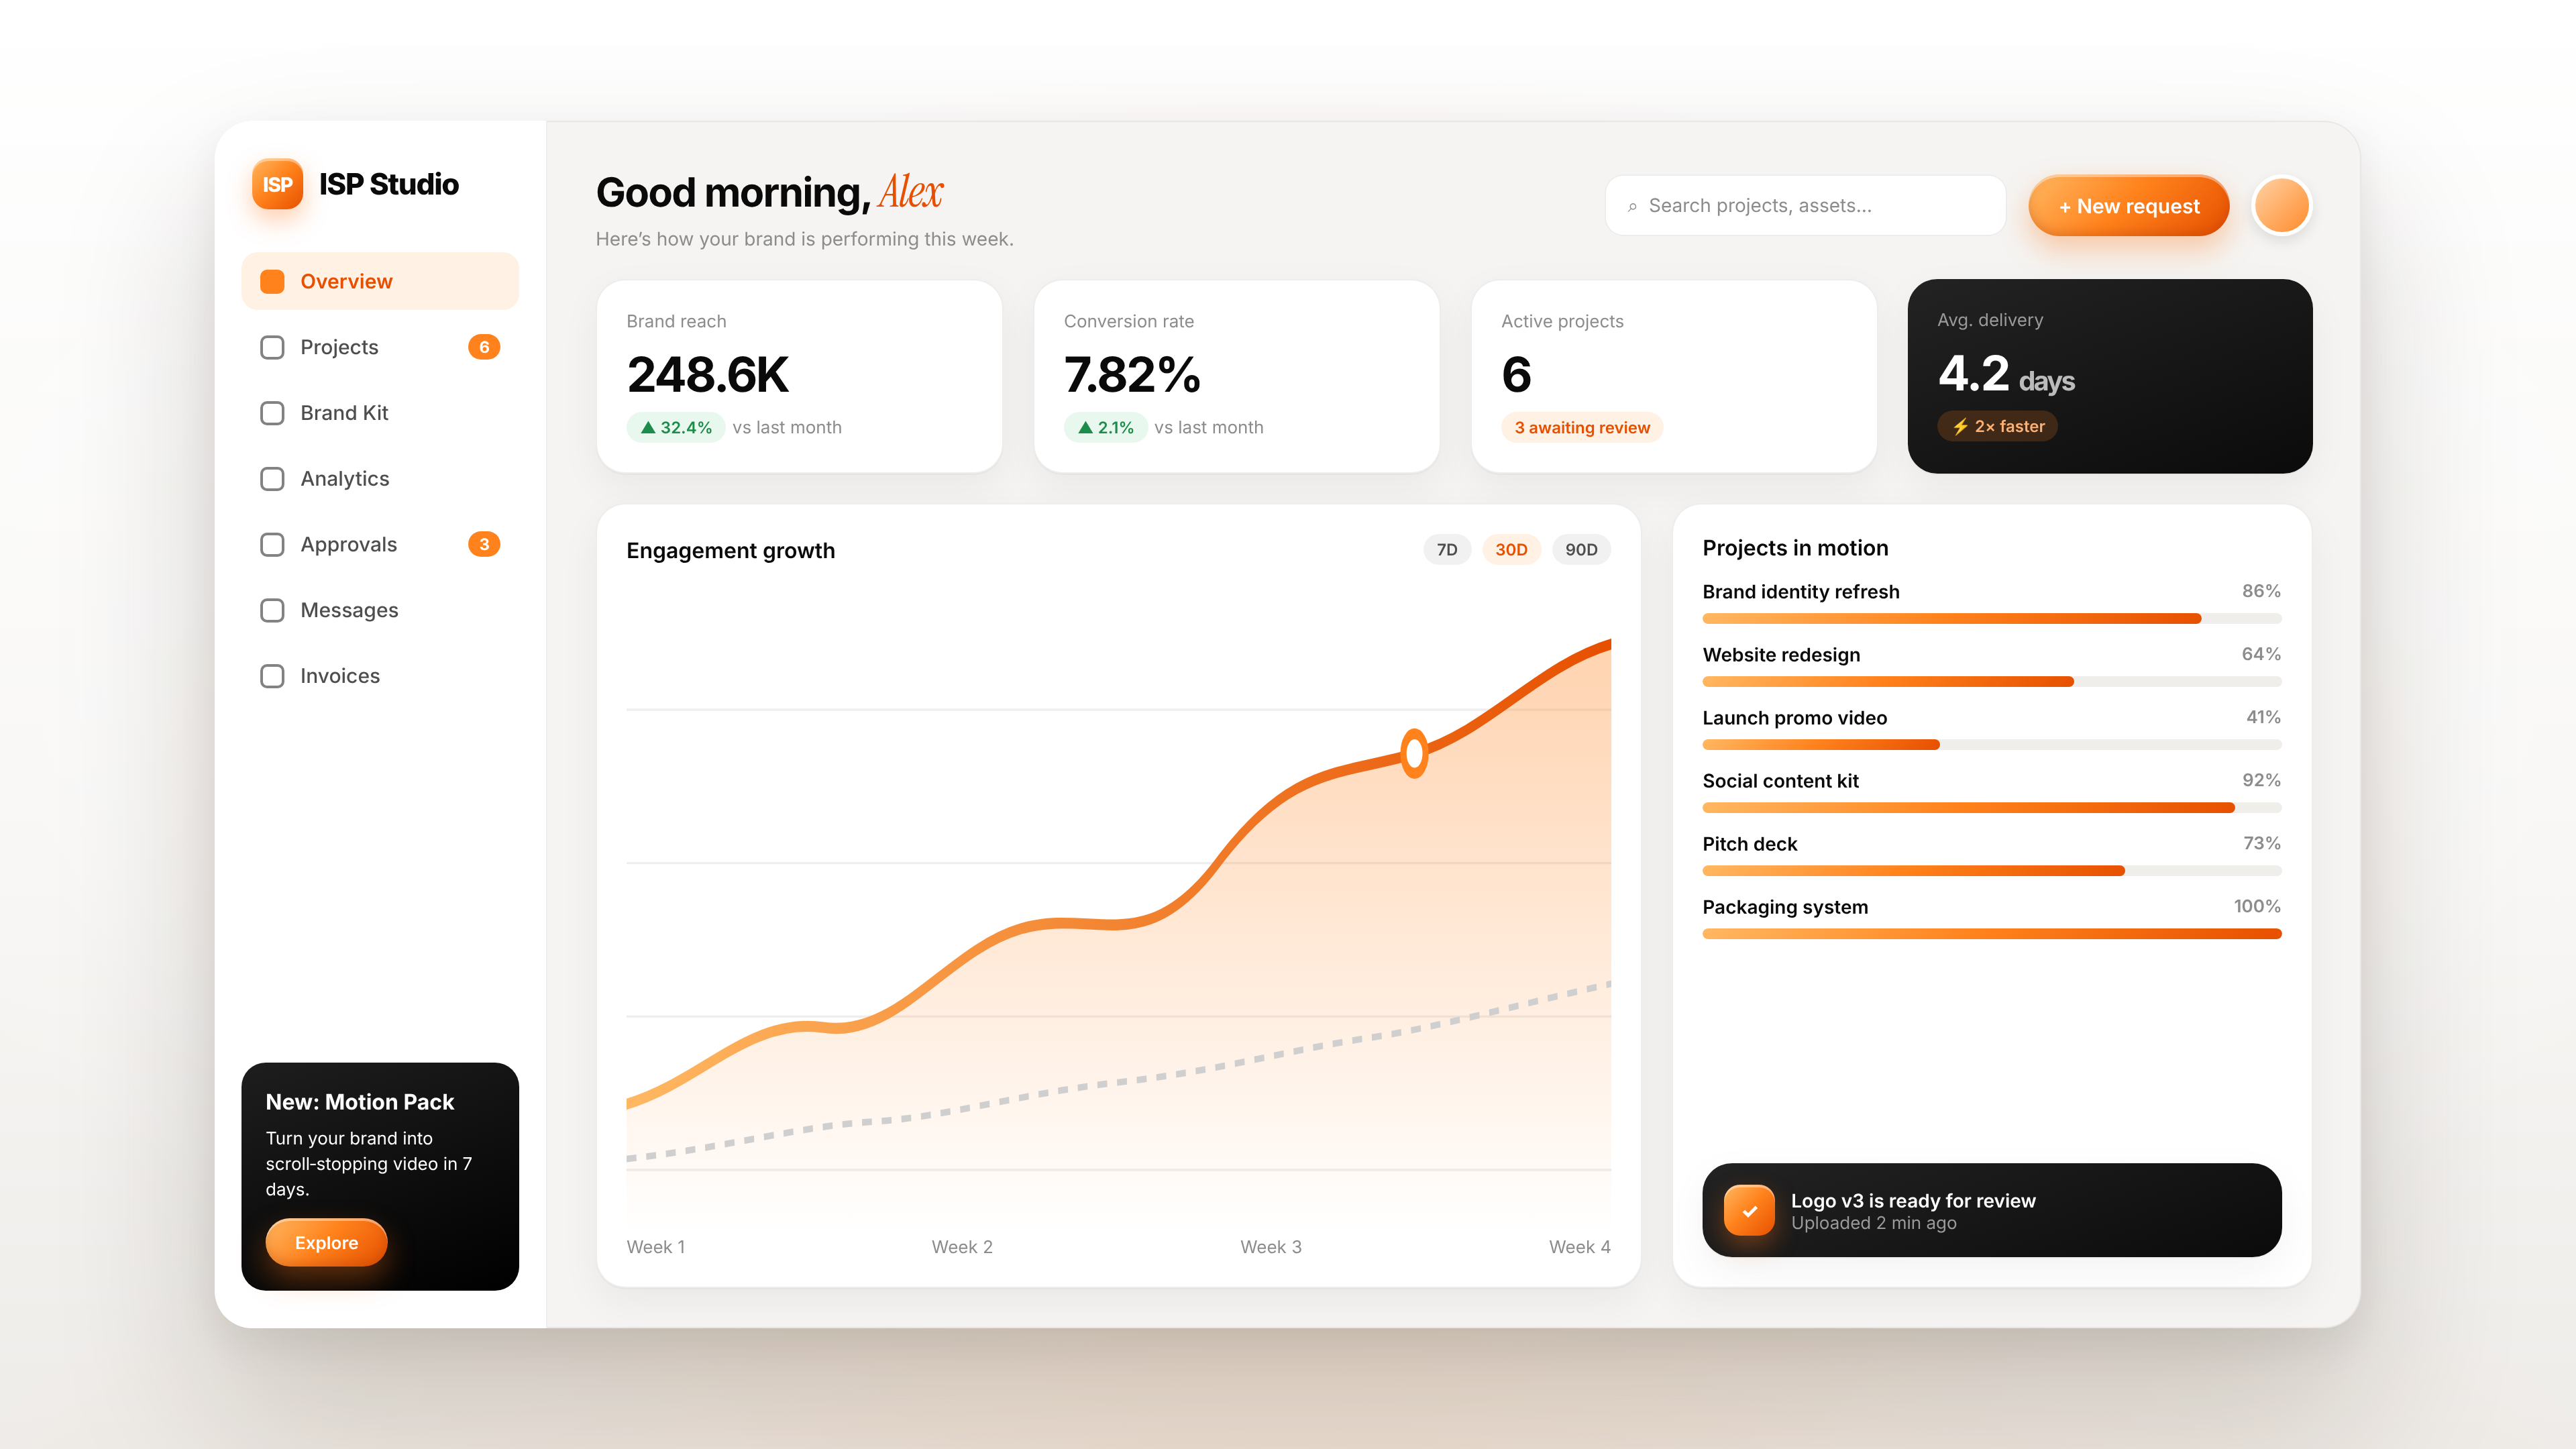 ISP
ISP Studio
Overview
Projects
6
Brand Kit
Analytics
Approvals
3
Messages
Invoices
New: Motion Pack
Turn your brand into
scroll-stopping video in 7
days.
Explore
Good morning, Alex
Here’s how your brand is performing this week.
Search projects, assets...
+ New request
Brand reach
248.6K
▲ 32.4% vs last month
Conversion rate
7.82%
▲ 2.1% vs last month
Active projects
6
3 awaiting review
Avg. delivery
4.2 days
⚡ 2× faster
Engagement growth
7D
30D
90D
Week 1
Week 2
Week 3
Week 4
Projects in motion
Brand identity refresh 86%
Website redesign 64%
Launch promo video 41%
Social content kit 92%
Pitch deck 73%
Packaging system 100%
Logo v3 is ready for review
Uploaded 2 min ago